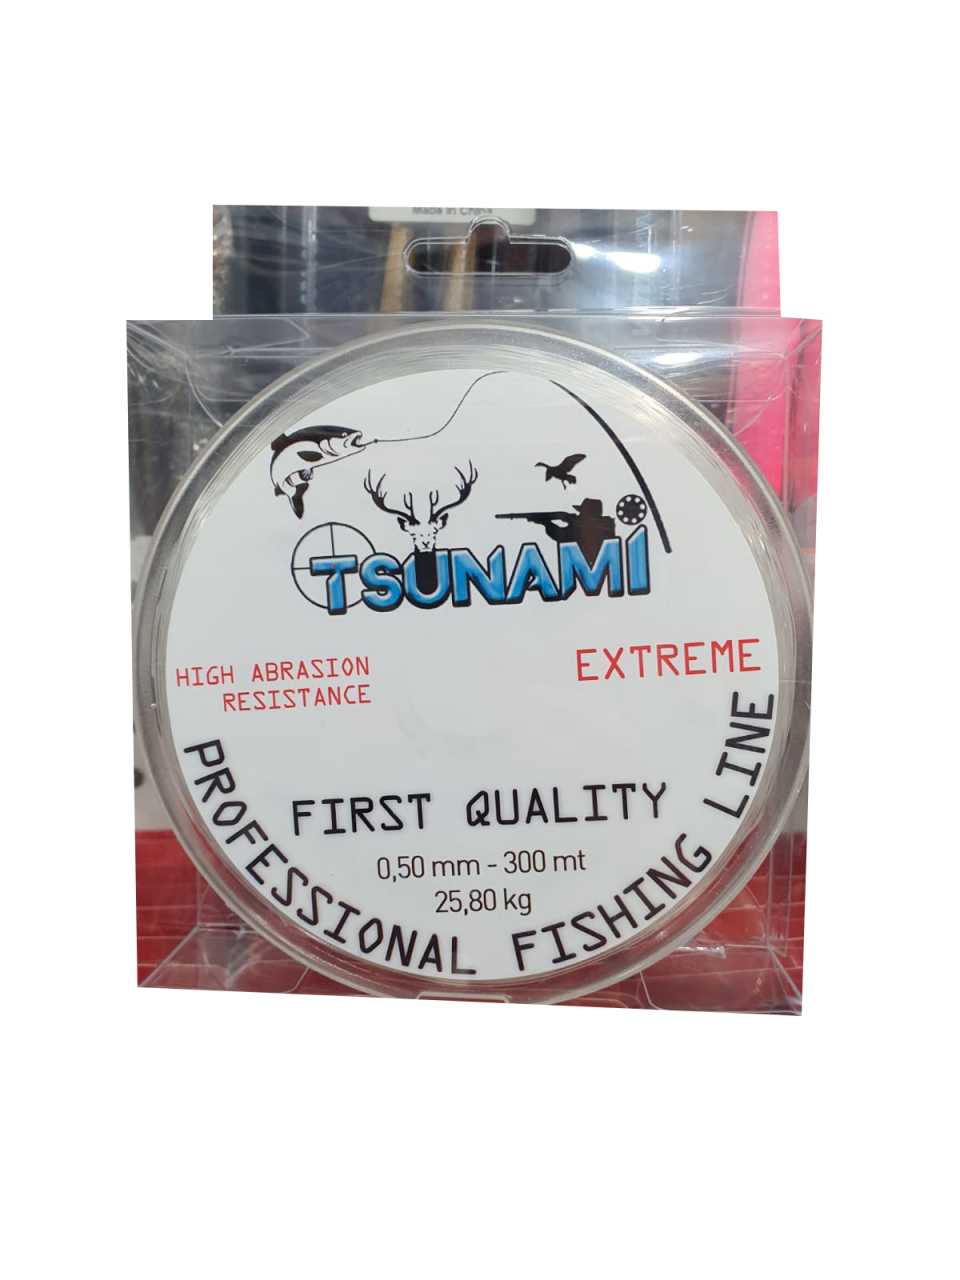 Made in China
TSUNAMİ
HIGH ABRASION
RESISTANCE
EXTREME
FIRST QUALITY
0,50 mm - 300 mt
25,80 kg
PROFESSIONAL FISHING LINE